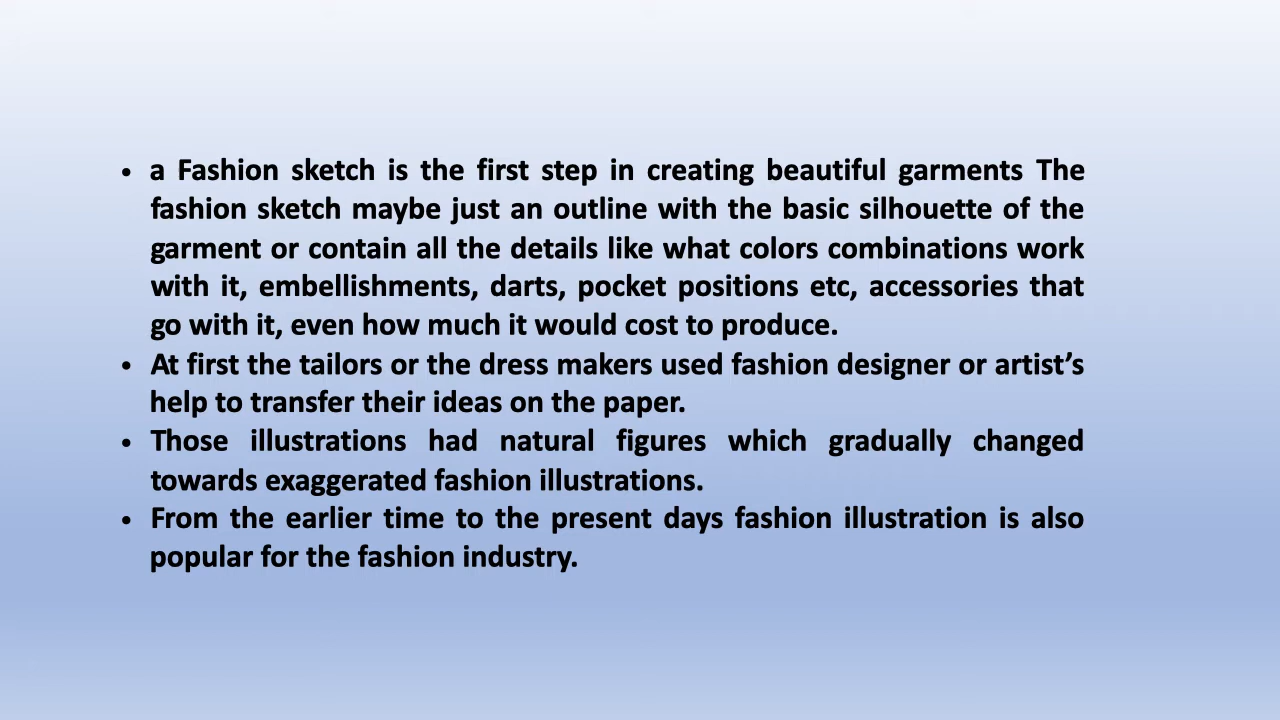 • a Fashion sketch is the first step in creating beautiful garments The
fashion sketch maybe just an outline with the basic silhouette of the
garment or contain all the details like what colors combinations work
with it, embellishments, darts, pocket positions etc, accessories that
go with it, even how much it would cost to produce.
• At first the tailors or the dress makers used fashion designer or artist’s
help to transfer their ideas on the paper.
• Those illustrations had natural figures which gradually changed
towards exaggerated fashion illustrations.
• From the earlier time to the present days fashion illustration is also
popular for the fashion industry.